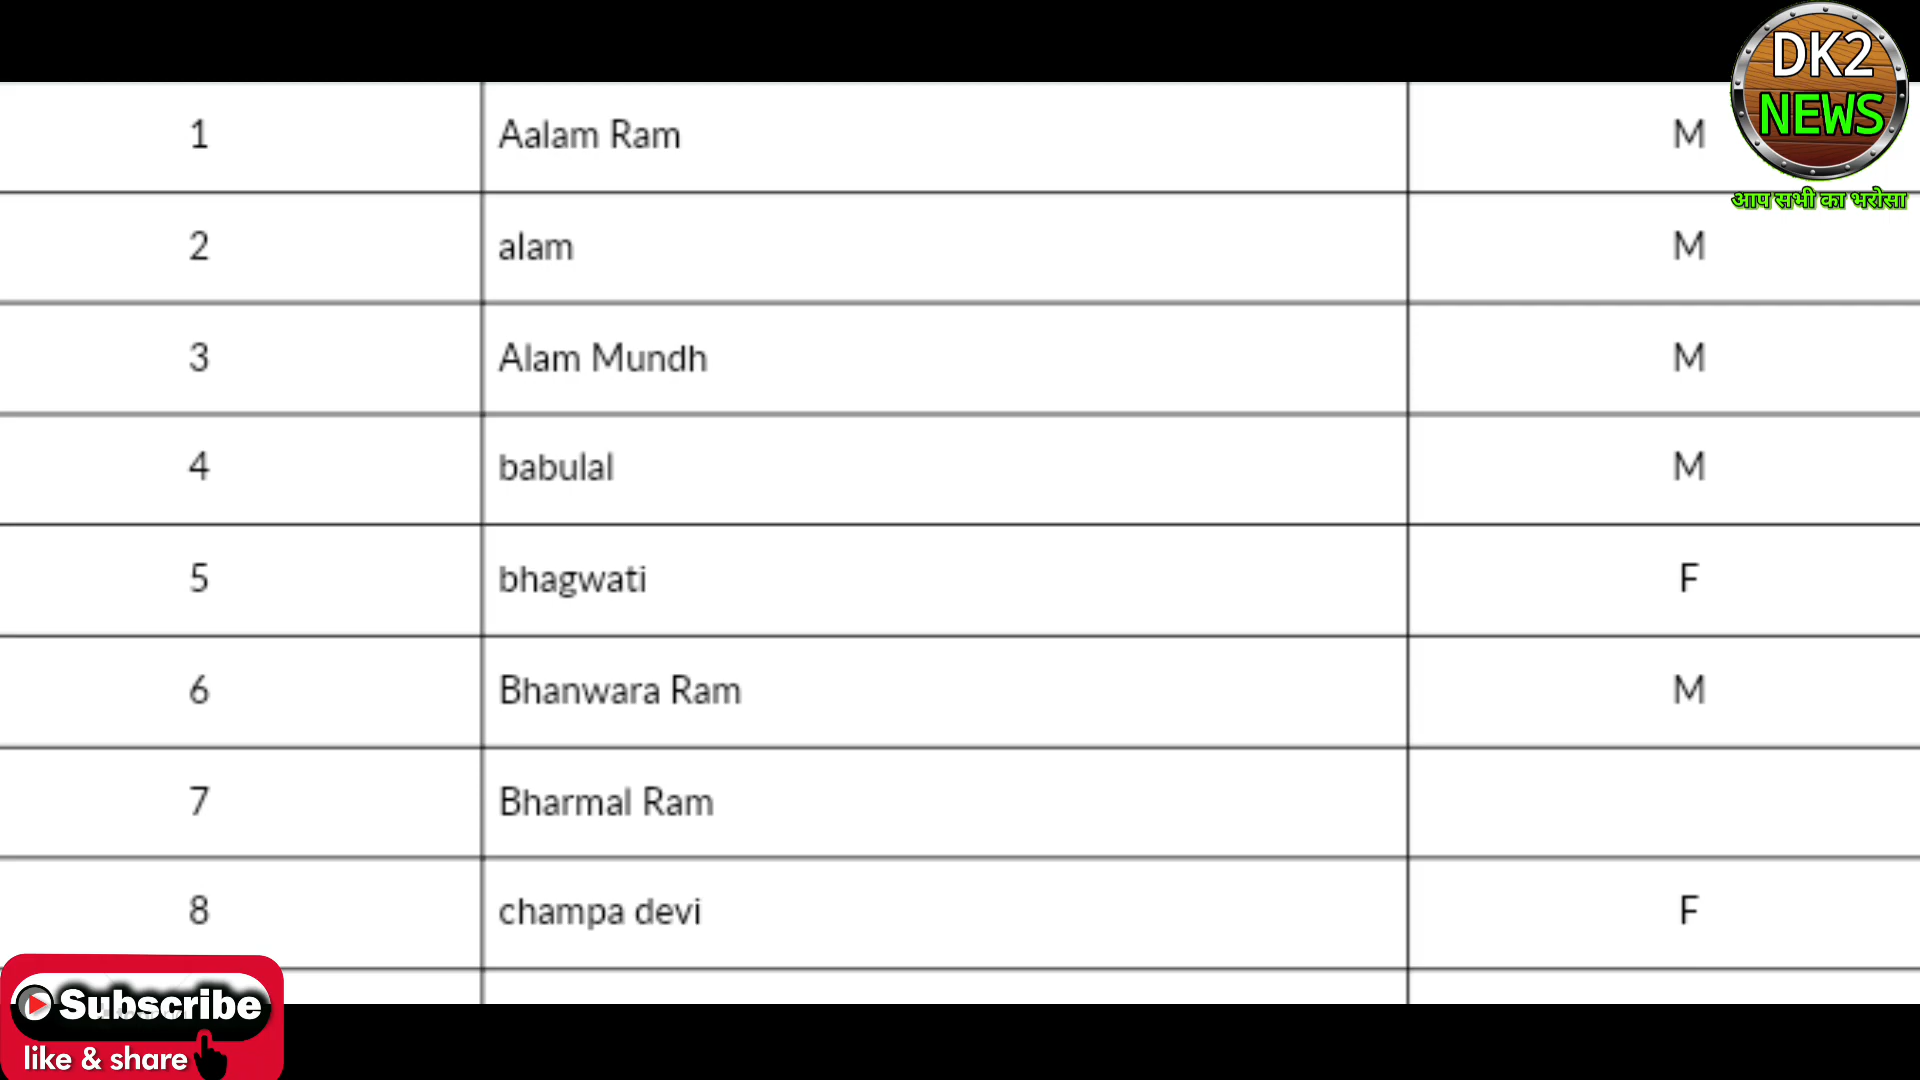 DK2
NEWS
आप सभी का भरोसा
1 Aalam Ram M
2 alam M
3 Alam Mundh M
4 babulal M
5 bhagwati F
6 Bhanwara Ram M
7 Bharmal Ram
8 champa devi F
Subscribe
like & share